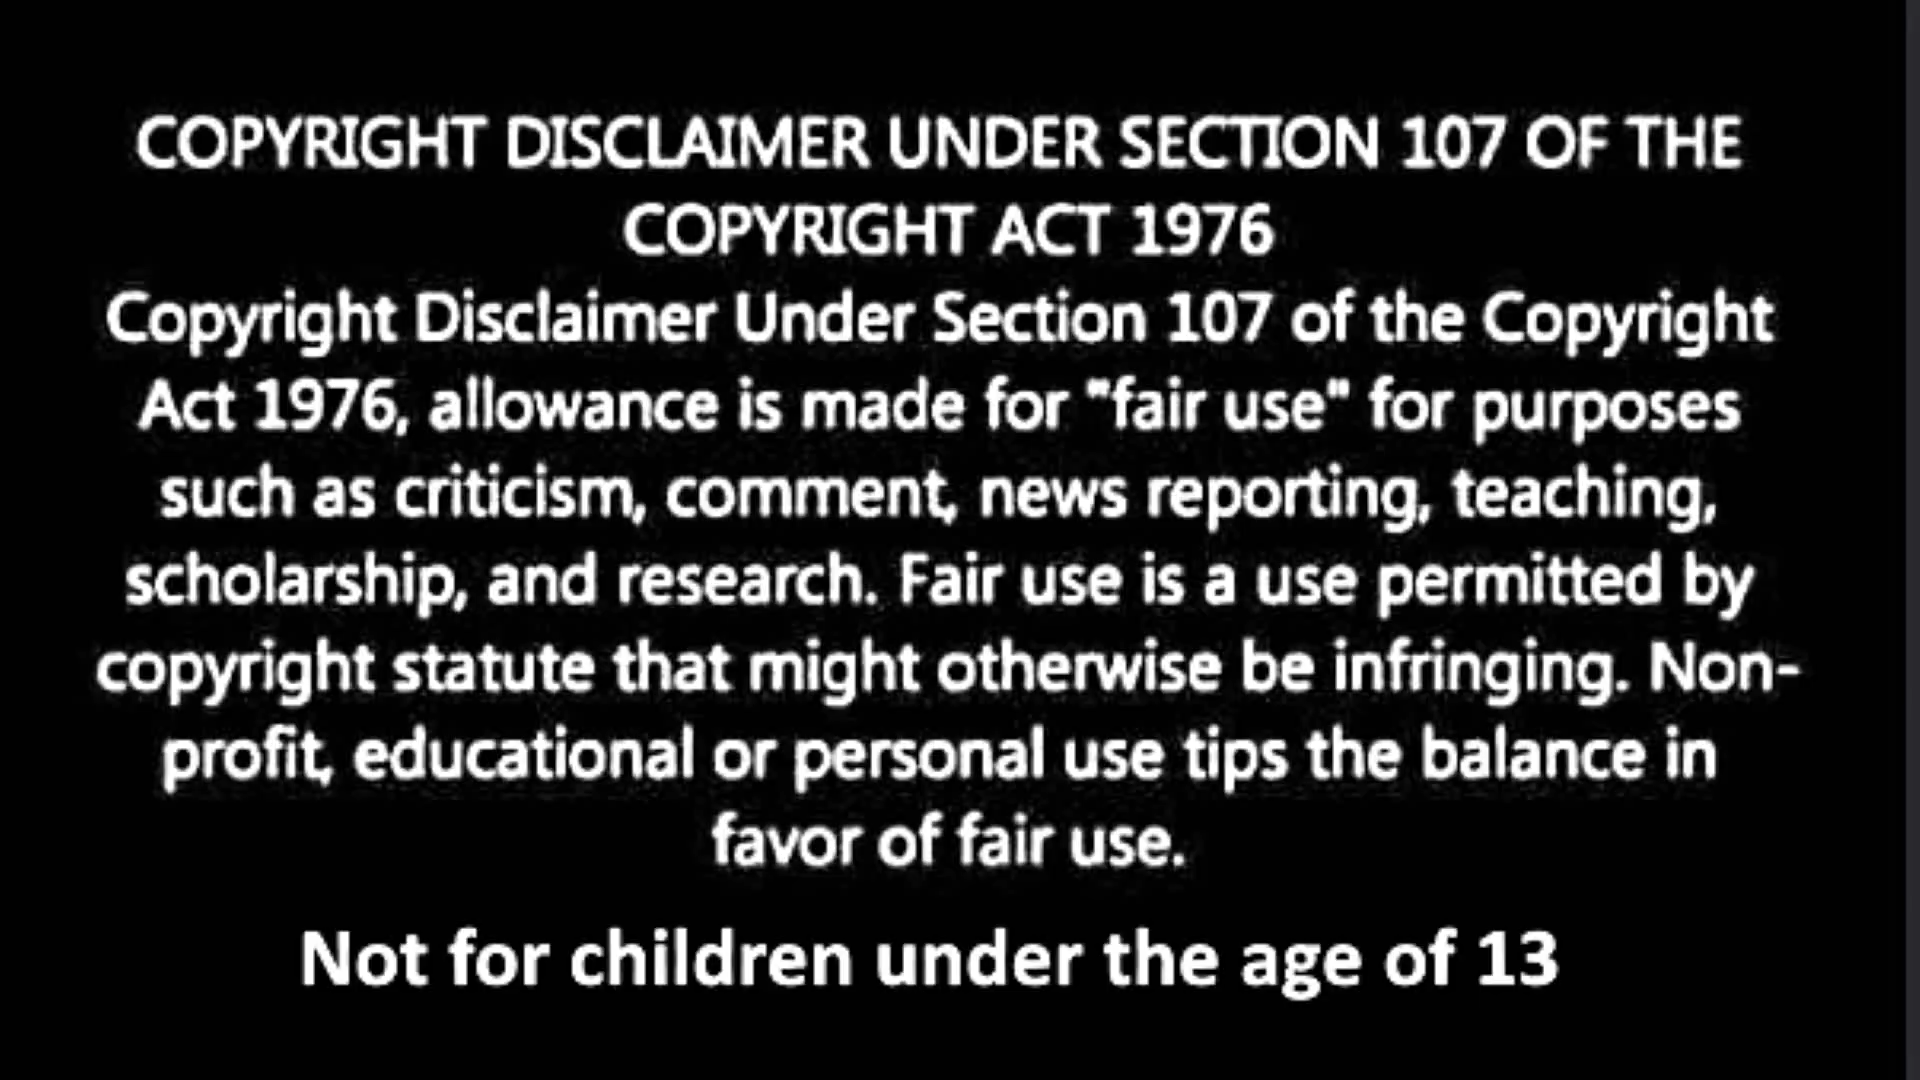 COPYRIGHT DISCLAIMER UNDER SECTION 107 OF THE
COPYRIGHT ACT 1976
Copyright Disclaimer Under Section 107 of the Copyright
Act 1976, allowance is made for "fair use" for purposes
such as criticism, comment, news reporting, teaching,
scholarship, and research. Fair use is a use permitted by
copyright statute that might otherwise be infringing. Non-
profit, educational or personal use tips the balance in
favor of fair use.
Not for children under the age of 13